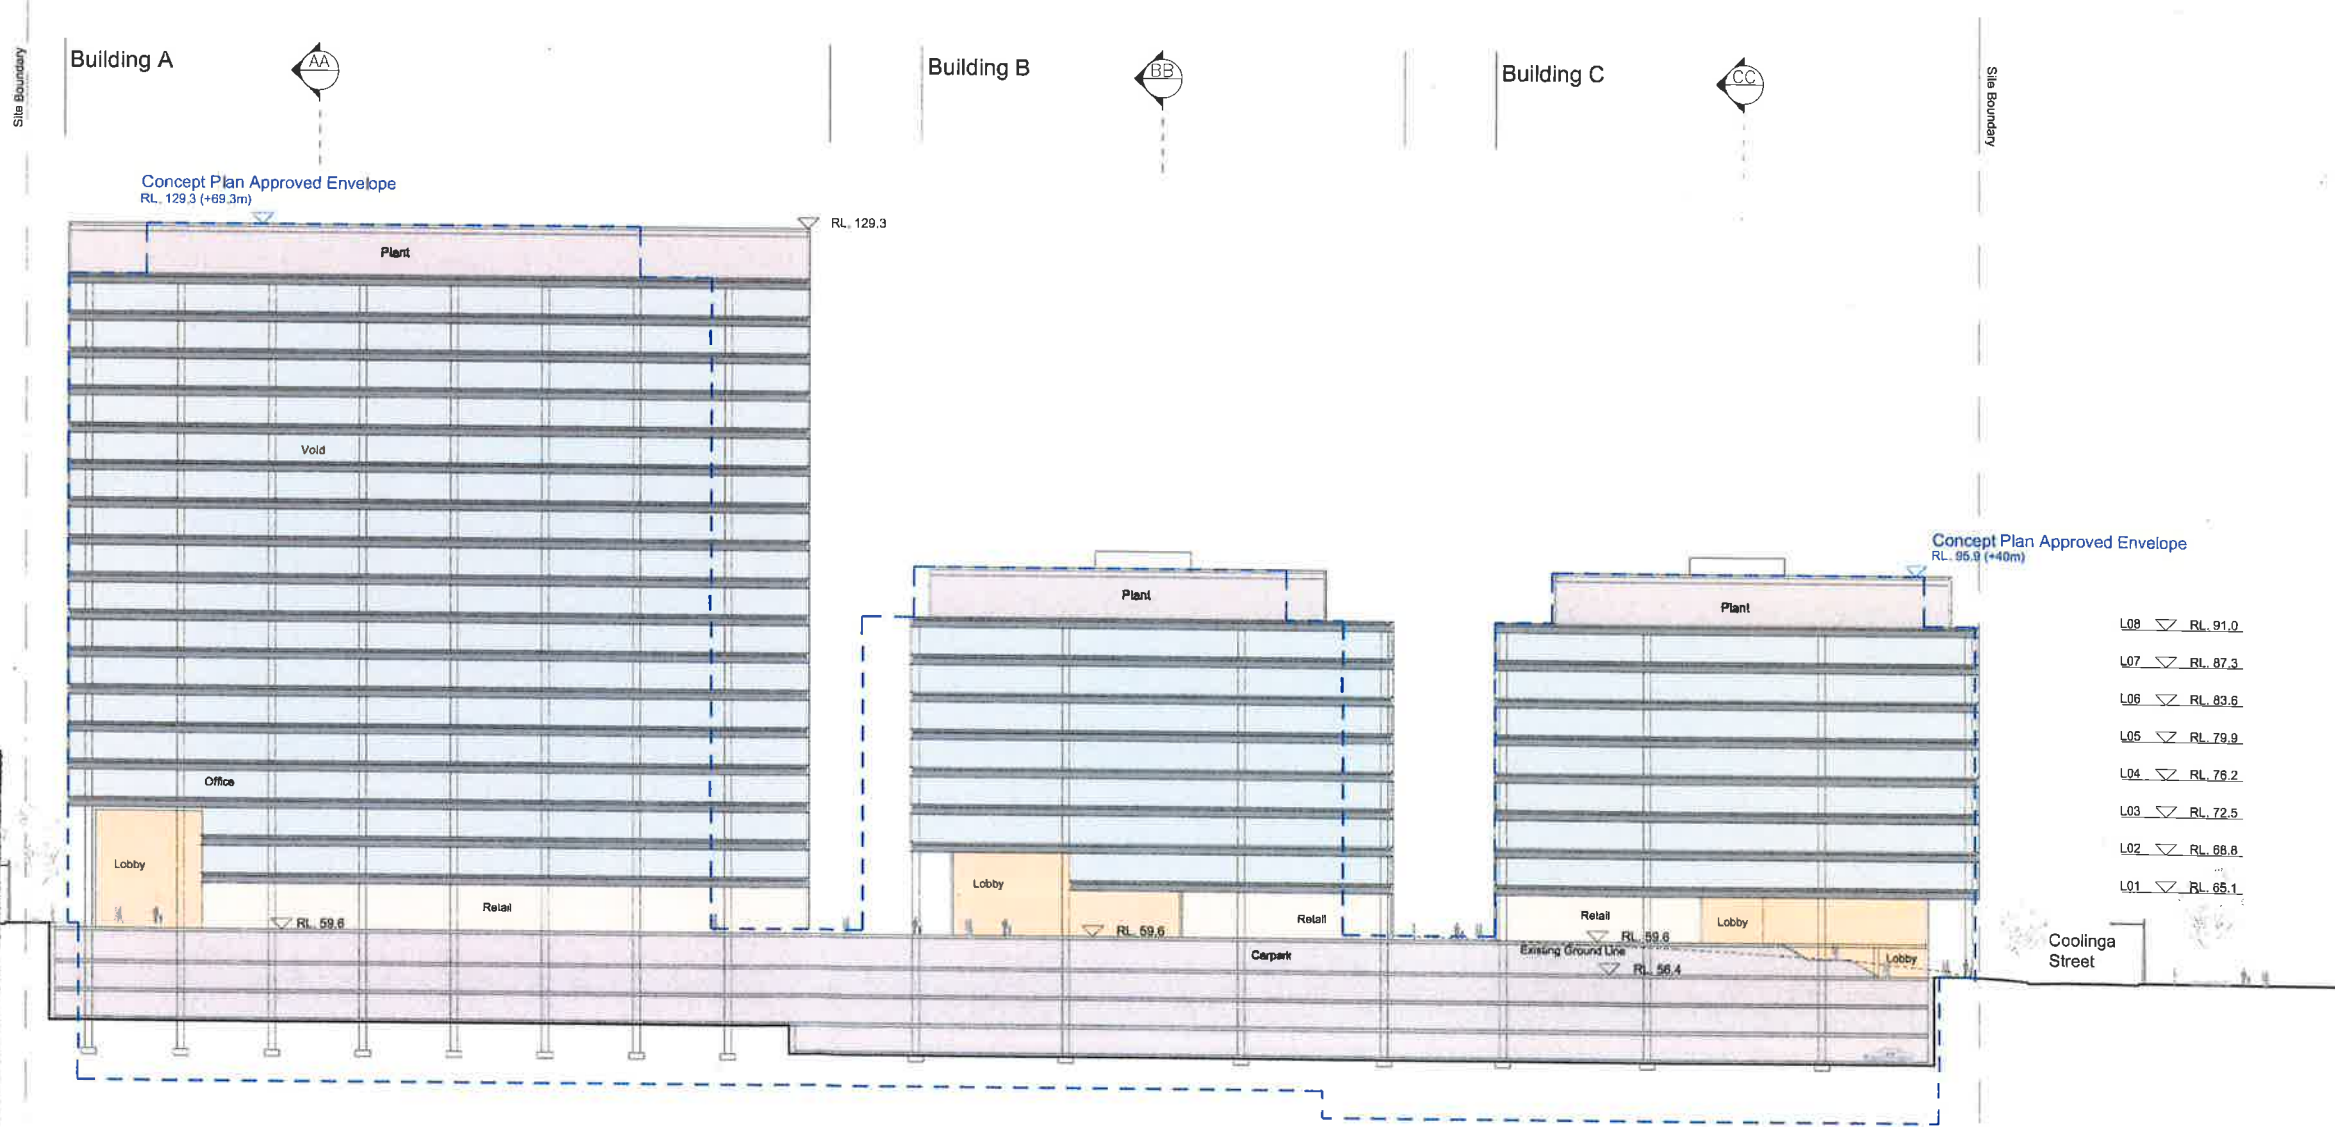 Site Boundary
Building A
AA
Building B
BB
Building C
CC
Site Boundary
Concept Plan Approved Envelope
RL. 129.3 (+69.3m)
RL. 129.3
Plant
Void
Office
Lobby
Retail
RL. 59.6
Plant
Lobby
Retail
RL. 59.6
Carpark
Concept Plan Approved Envelope
RL. 95.9 (+40m)
Plant
Retail
Lobby
RL. 59.6
Existing Ground Line
Lobby
RL. 56.4
L08 RL. 91.0
L07 RL. 87.3
L06 RL. 83.6
L05 RL. 79.9
L04 RL. 76.2
L03 RL. 72.5
L02 RL. 68.8
L01 RL. 65.1
Coolinga
Street